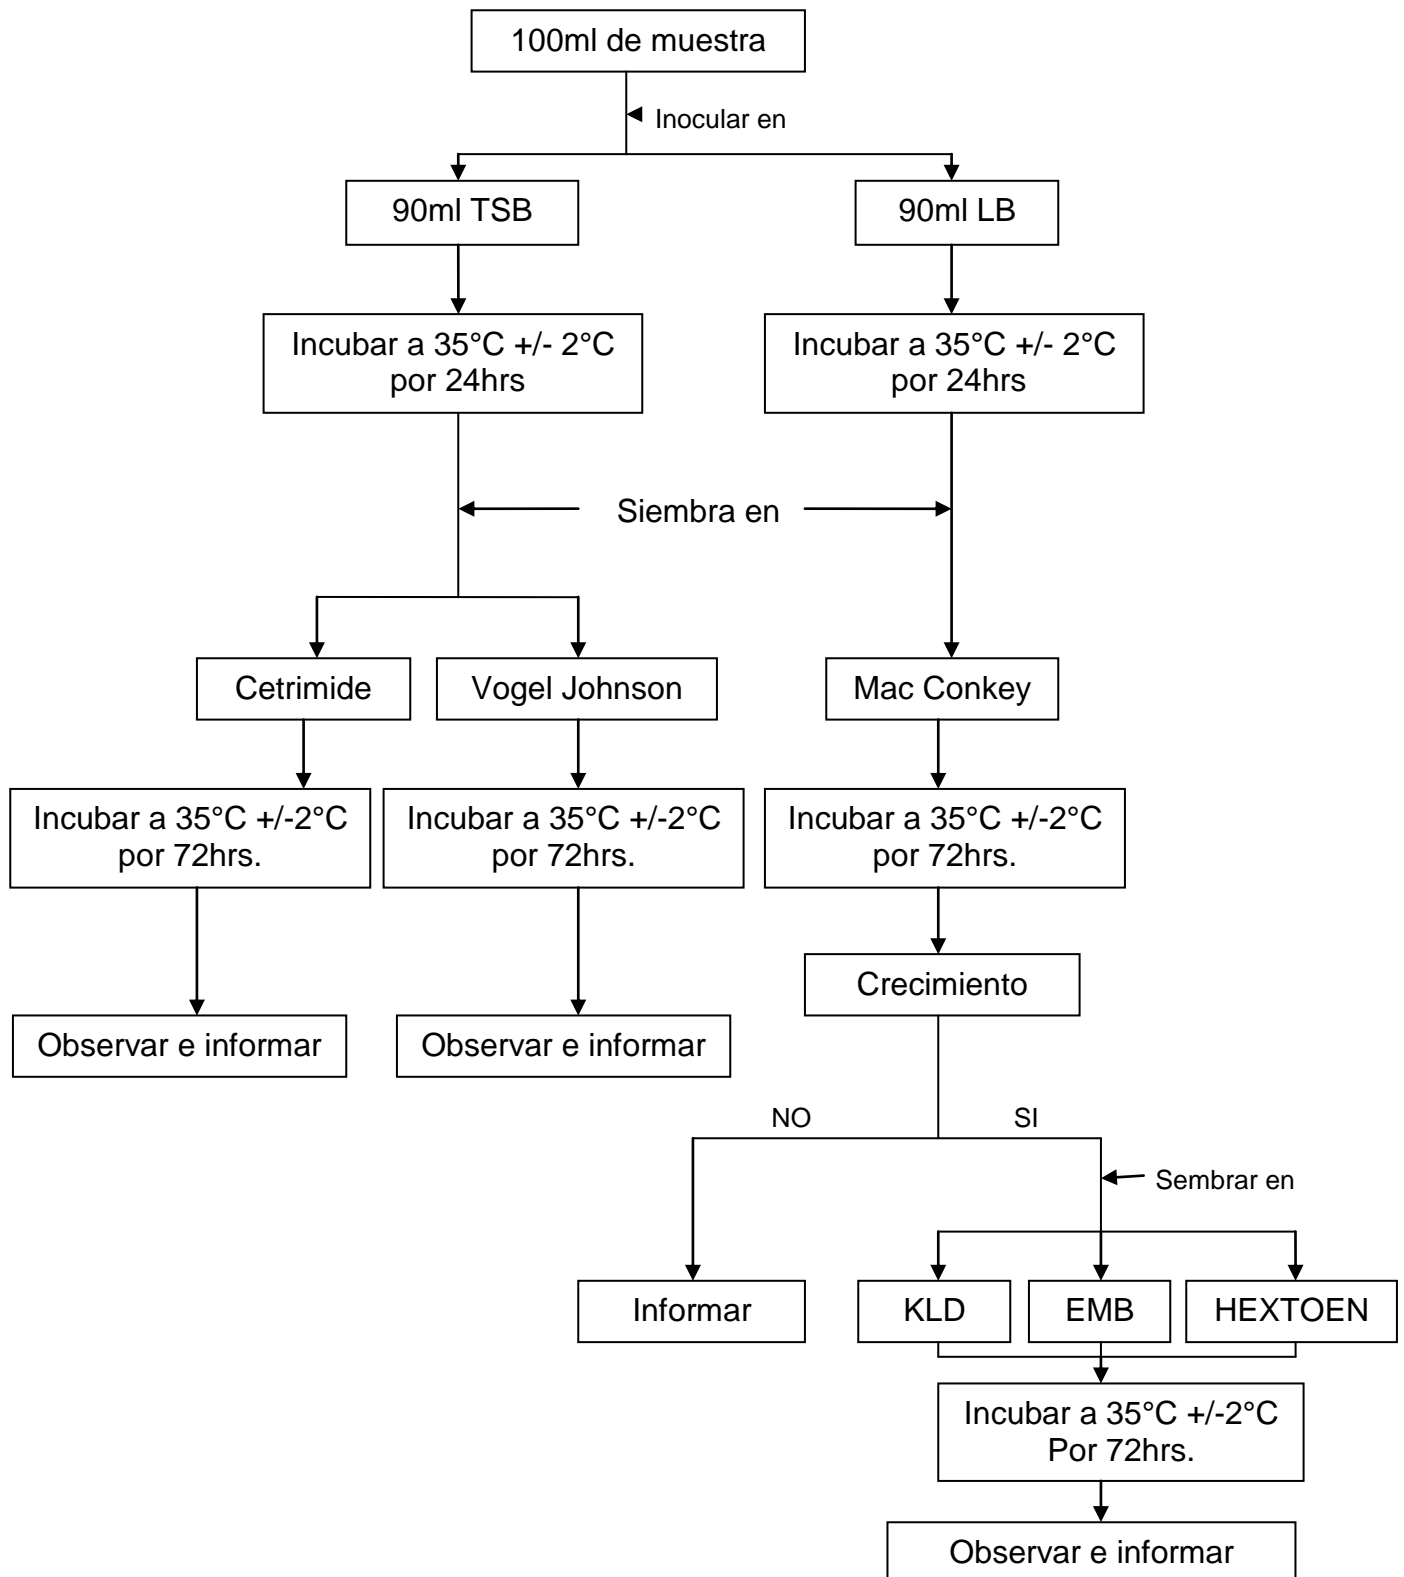 100ml de muestra
Inocular en
90ml TSB
90ml LB
Incubar a 35°C +/- 2°C
por 24hrs
Incubar a 35°C +/- 2°C
por 24hrs
Siembra en
Cetrimide
Vogel Johnson
Mac Conkey
Incubar a 35°C +/-2°C
por 72hrs.
Incubar a 35°C +/-2°C
por 72hrs.
Incubar a 35°C +/-2°C
por 72hrs.
Crecimiento
Observar e informar
Observar e informar
NO
SI
Sembrar en
Informar
KLD
EMB
HEXTOEN
Incubar a 35°C +/-2°C
Por 72hrs.
Observar e informar